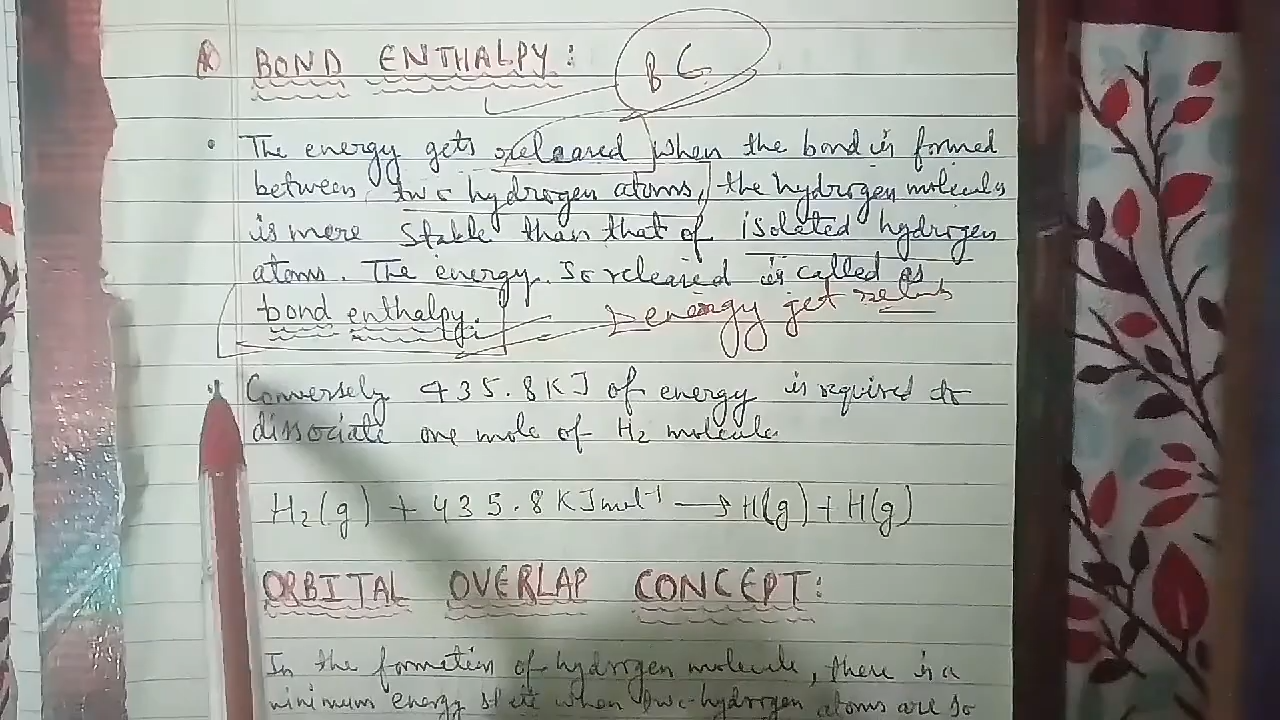 BOND ENTHALPY:
B C
• The energy gets released when the bond is formed
between two hydrogen atoms, the hydrogen molecule
is more stable than that of isolated hydrogen
atoms. The energy. So released is called as
bond enthalpy.
energy get
Conversely 435.8 KJ of energy is required to
dissociate one mole of H₂ molecule
H₂(g) + 435.8 KJmol⁻¹ → H(g) + H(g)
ORBITAL OVERLAP CONCEPT:
In the formation of hydrogen molecule, there is a
minimum energy state when two hydrogen atoms are so